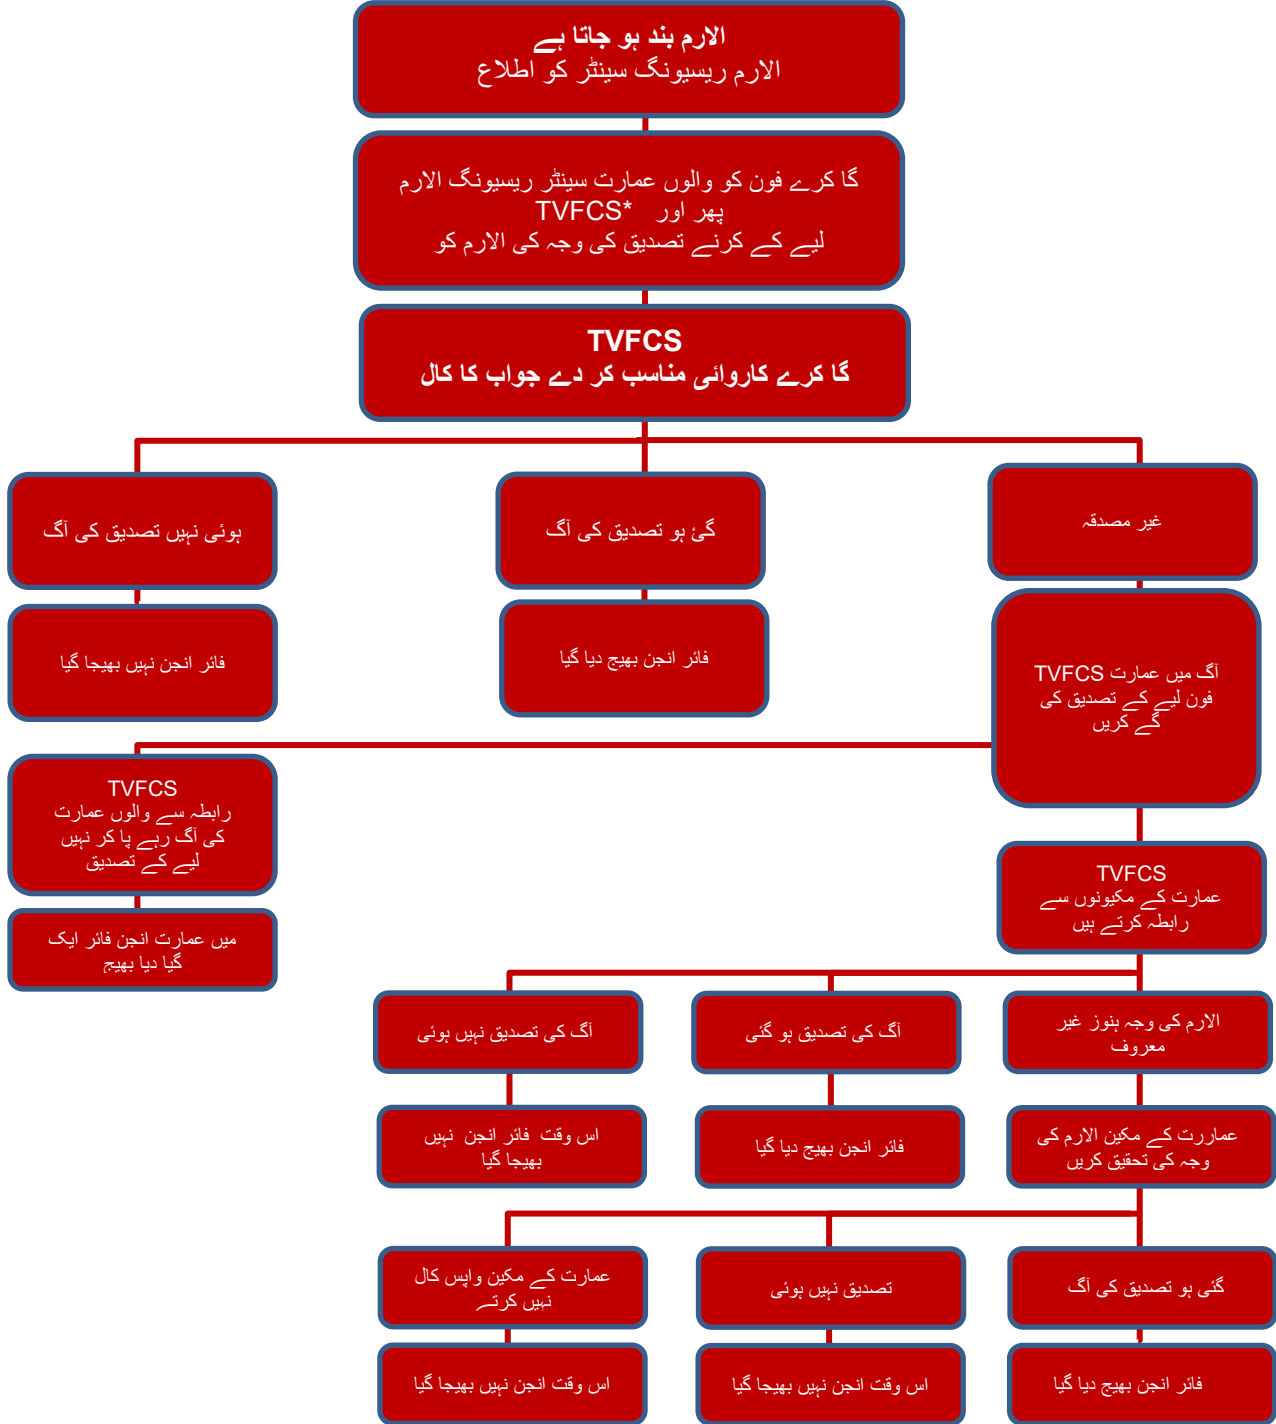 الارم بند ہو جاتا ہے
الارم ریسیونگ سینٹر کو اطلاع
گا کرے فون کو والوں عمارت سینٹر ریسیونگ الارم
پھر اور TVFCS*
لیے کے کرنے تصدیق کی وجہ کی الارم کو
TVFCS
گا کرے کاروائی مناسب کر دے جواب کا کال
غیر مصدقہ
گئ ہو تصدیق کی آگ
ہوئی نہیں تصدیق کی آگ
فائر انجن بھیج دیا گیا
فائر انجن نہیں بھیجا گیا
آگ میں عمارت TVFCS
فون لیے کے تصدیق کی
گے کریں
TVFCS
رابطہ سے والوں عمارت
کی آگ رہے پا کر نہیں
لیے کے تصدیق
میں عمارت انجن فائر ایک
گیا دیا بھیج
TVFCS
عمارت کے مکیونوں سے
رابطہ کرتے ہیں
الارم کی وجہ ہنوز غیر
معروف
آگ کی تصدیق ہو گئی
آگ کی تصدیق نہیں ہوئی
عماررت کے مکین الارم کی
وجہ کی تحقیق کریں
فائر انجن بھیج دیا گیا
اس وقت فائر انجن نہیں
بھیجا گیا
گئی ہو تصدیق کی آگ
تصدیق نہیں ہوئی
عمارت کے مکین واپس کال
نہیں کرتے
فائر انجن بھیج دیا گیا
اس وقت انجن نہیں بھیجا گیا
اس وقت انجن نہیں بھیجا گیا